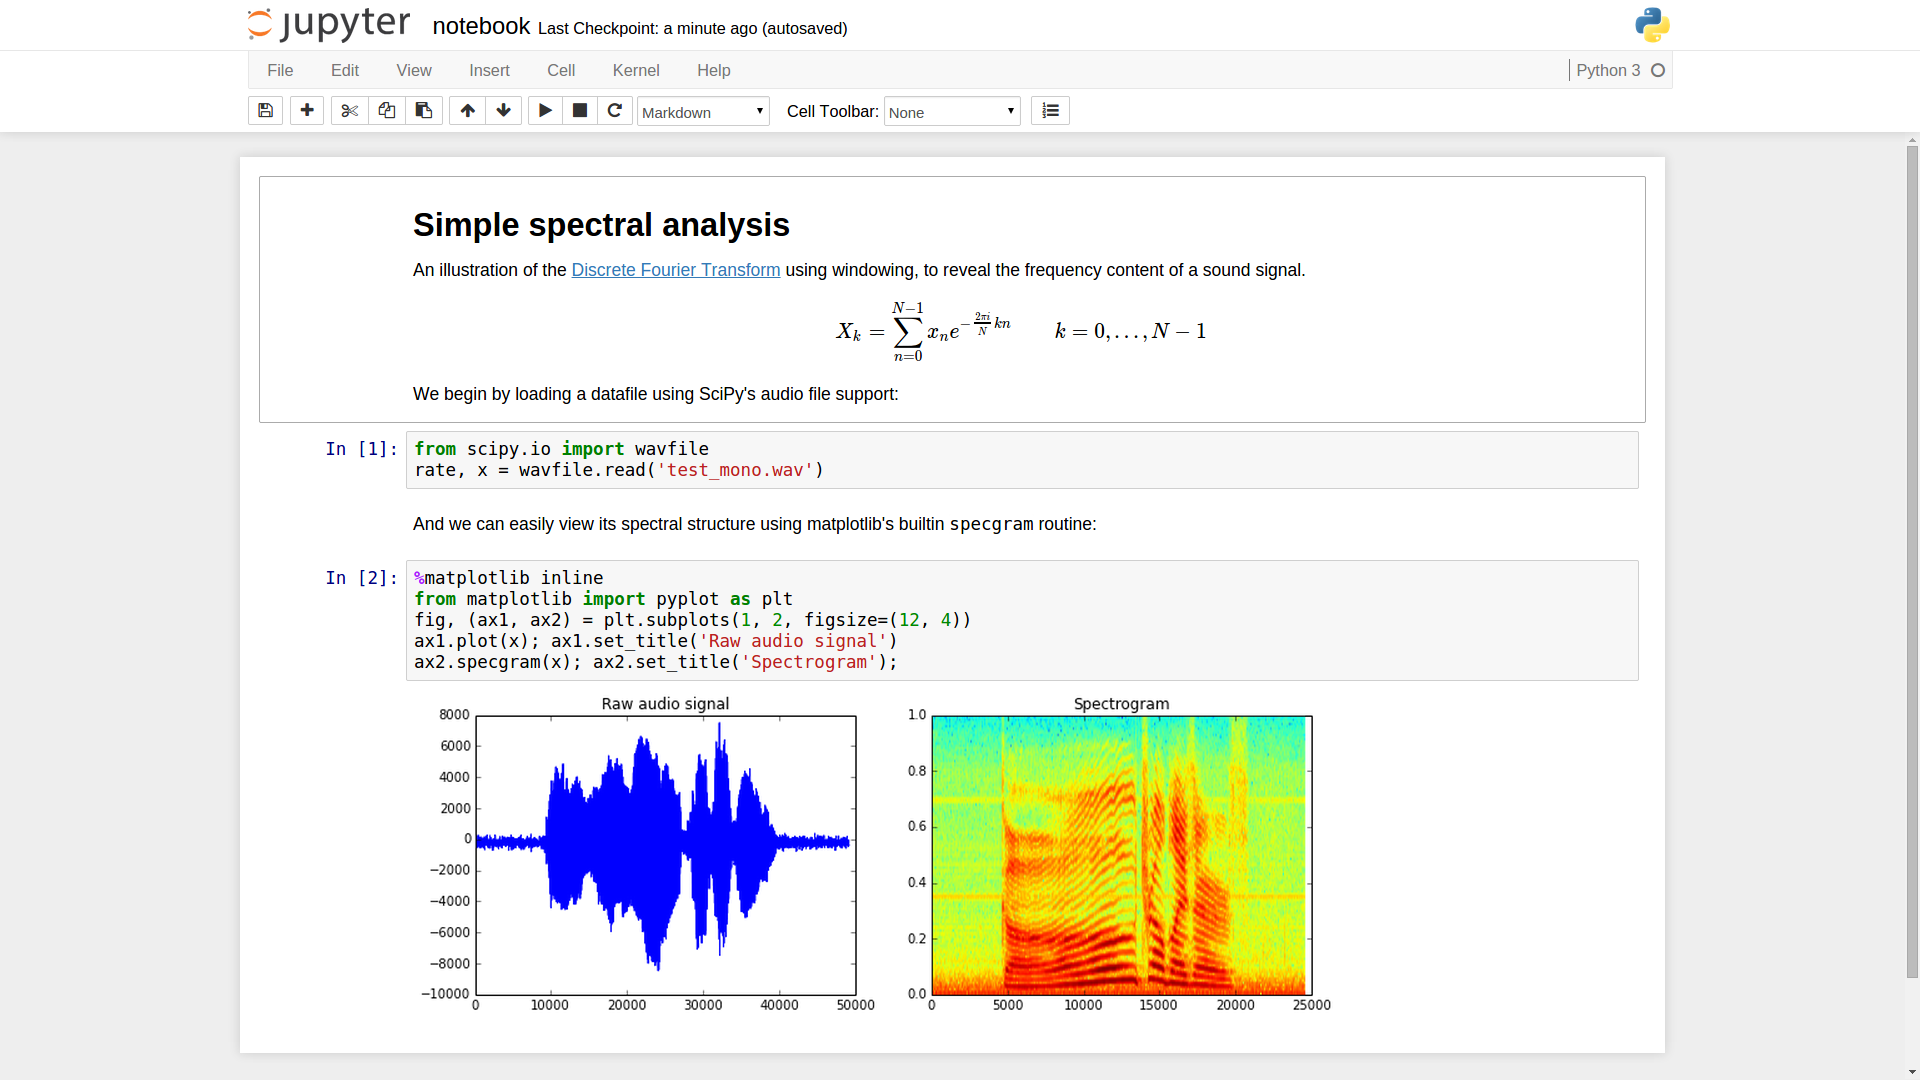 jupyter notebook Last Checkpoint: a minute ago (autosaved)
File Edit View Insert Cell Kernel Help Python 3
Markdown Cell Toolbar: None
Simple spectral analysis
An illustration of the Discrete Fourier Transform using windowing, to reveal the frequency content of a sound signal.
X_k = \sum_{n=0}^{N-1} x_n e^{-\frac{2\pi i}{N} kn} k = 0, . . . , N − 1
We begin by loading a datafile using SciPy's audio file support:
In [1]: from scipy.io import wavfile
rate, x = wavfile.read('test_mono.wav')
And we can easily view its spectral structure using matplotlib's builtin specgram routine:
In [2]: %matplotlib inline
from matplotlib import pyplot as plt
fig, (ax1, ax2) = plt.subplots(1, 2, figsize=(12, 4))
ax1.plot(x); ax1.set_title('Raw audio signal')
ax2.specgram(x); ax2.set_title('Spectrogram');
Raw audio signal
8000
6000
4000
2000
0
−2000
−4000
−6000
−8000
−10000
0 10000 20000 30000 40000 50000
Spectrogram
1.0
0.8
0.6
0.4
0.2
0.0
0 5000 10000 15000 20000 25000